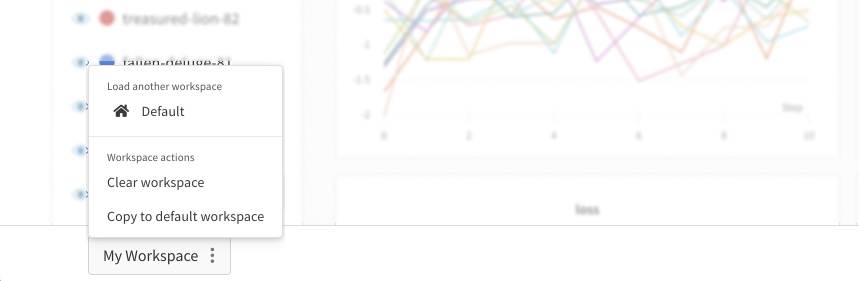 treasured-lion-82
fallen-deluge-81
Load another workspace
Default
Workspace actions
Clear workspace
Copy to default workspace
My Workspace
-0.5
-1
-1.5
-2
0
2
4
6
8
10
Step
loss